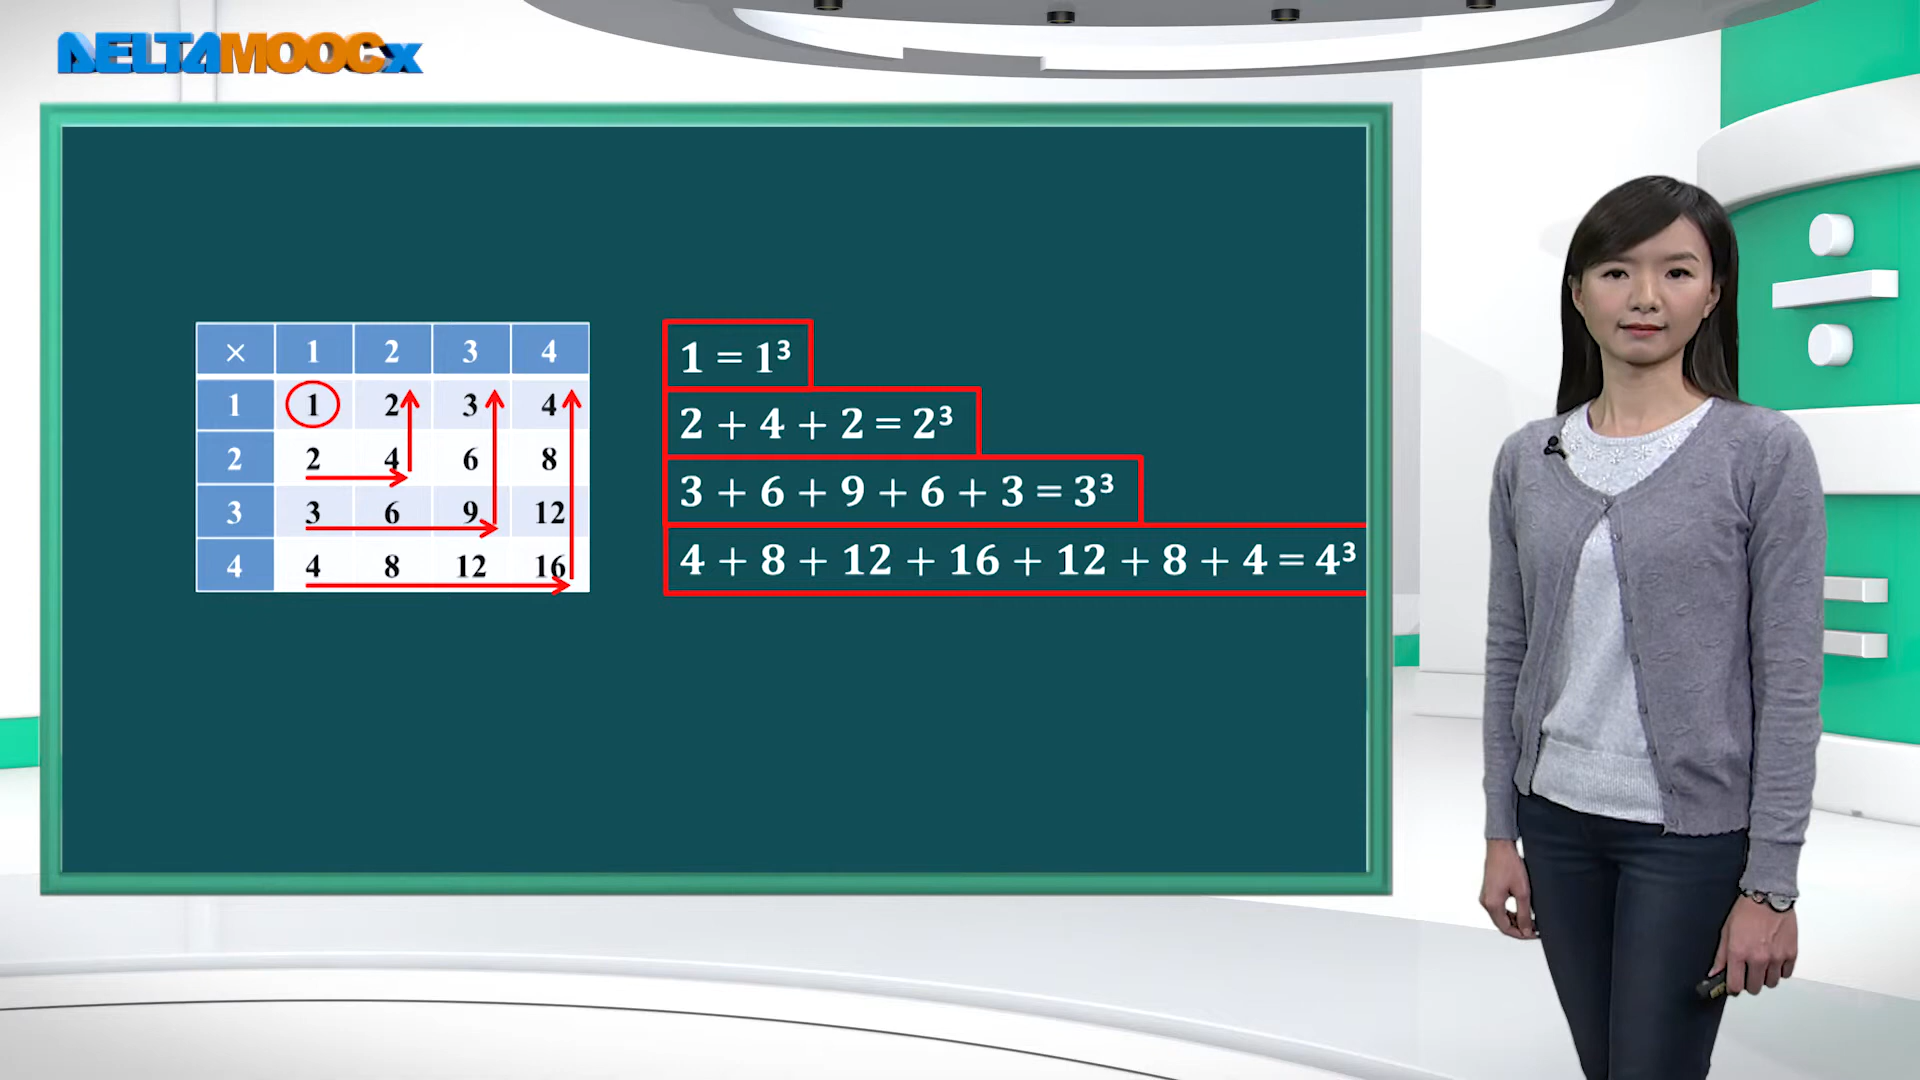 DELTAMOOCx
× 1 2 3 4
1 1 2 3 4
2 2 4 6 8
3 3 6 9 12
4 4 8 12 16
1 = 1³
2 + 4 + 2 = 2³
3 + 6 + 9 + 6 + 3 = 3³
4 + 8 + 12 + 16 + 12 + 8 + 4 = 4³